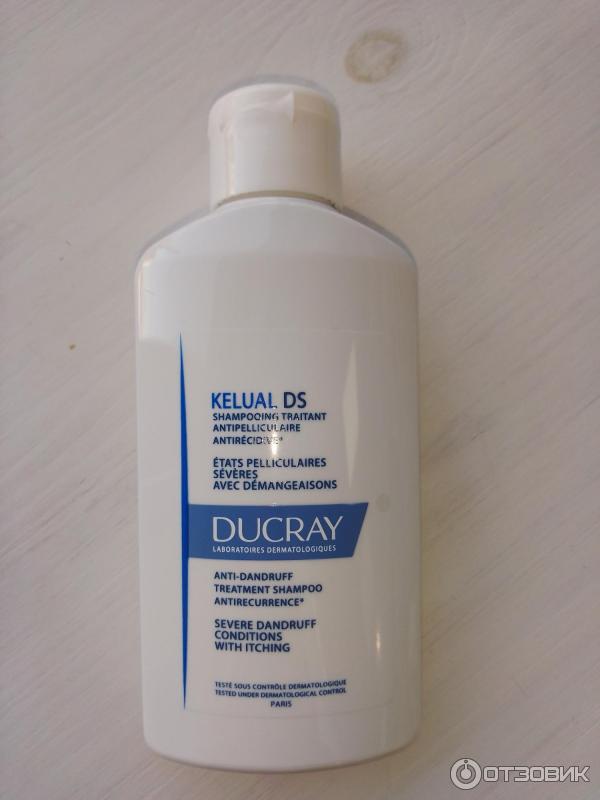 KELUAL DS
SHAMPOOING TRAITANT
ANTIPELLICULAIRE
ANTIRÉCIDIVE*
ÉTATS PELLICULAIRES
SÉVÈRES
AVEC DÉMANGEAISONS
DUCRAY
LABORATOIRES DERMATOLOGIQUES
ANTI-DANDRUFF
TREATMENT SHAMPOO
ANTIRECURRENCE*
SEVERE DANDRUFF
CONDITIONS
WITH ITCHING
TESTÉ SOUS CONTRÔLE DERMATOLOGIQUE
TESTED UNDER DERMATOLOGICAL CONTROL
PARIS
ОТЗОВИК